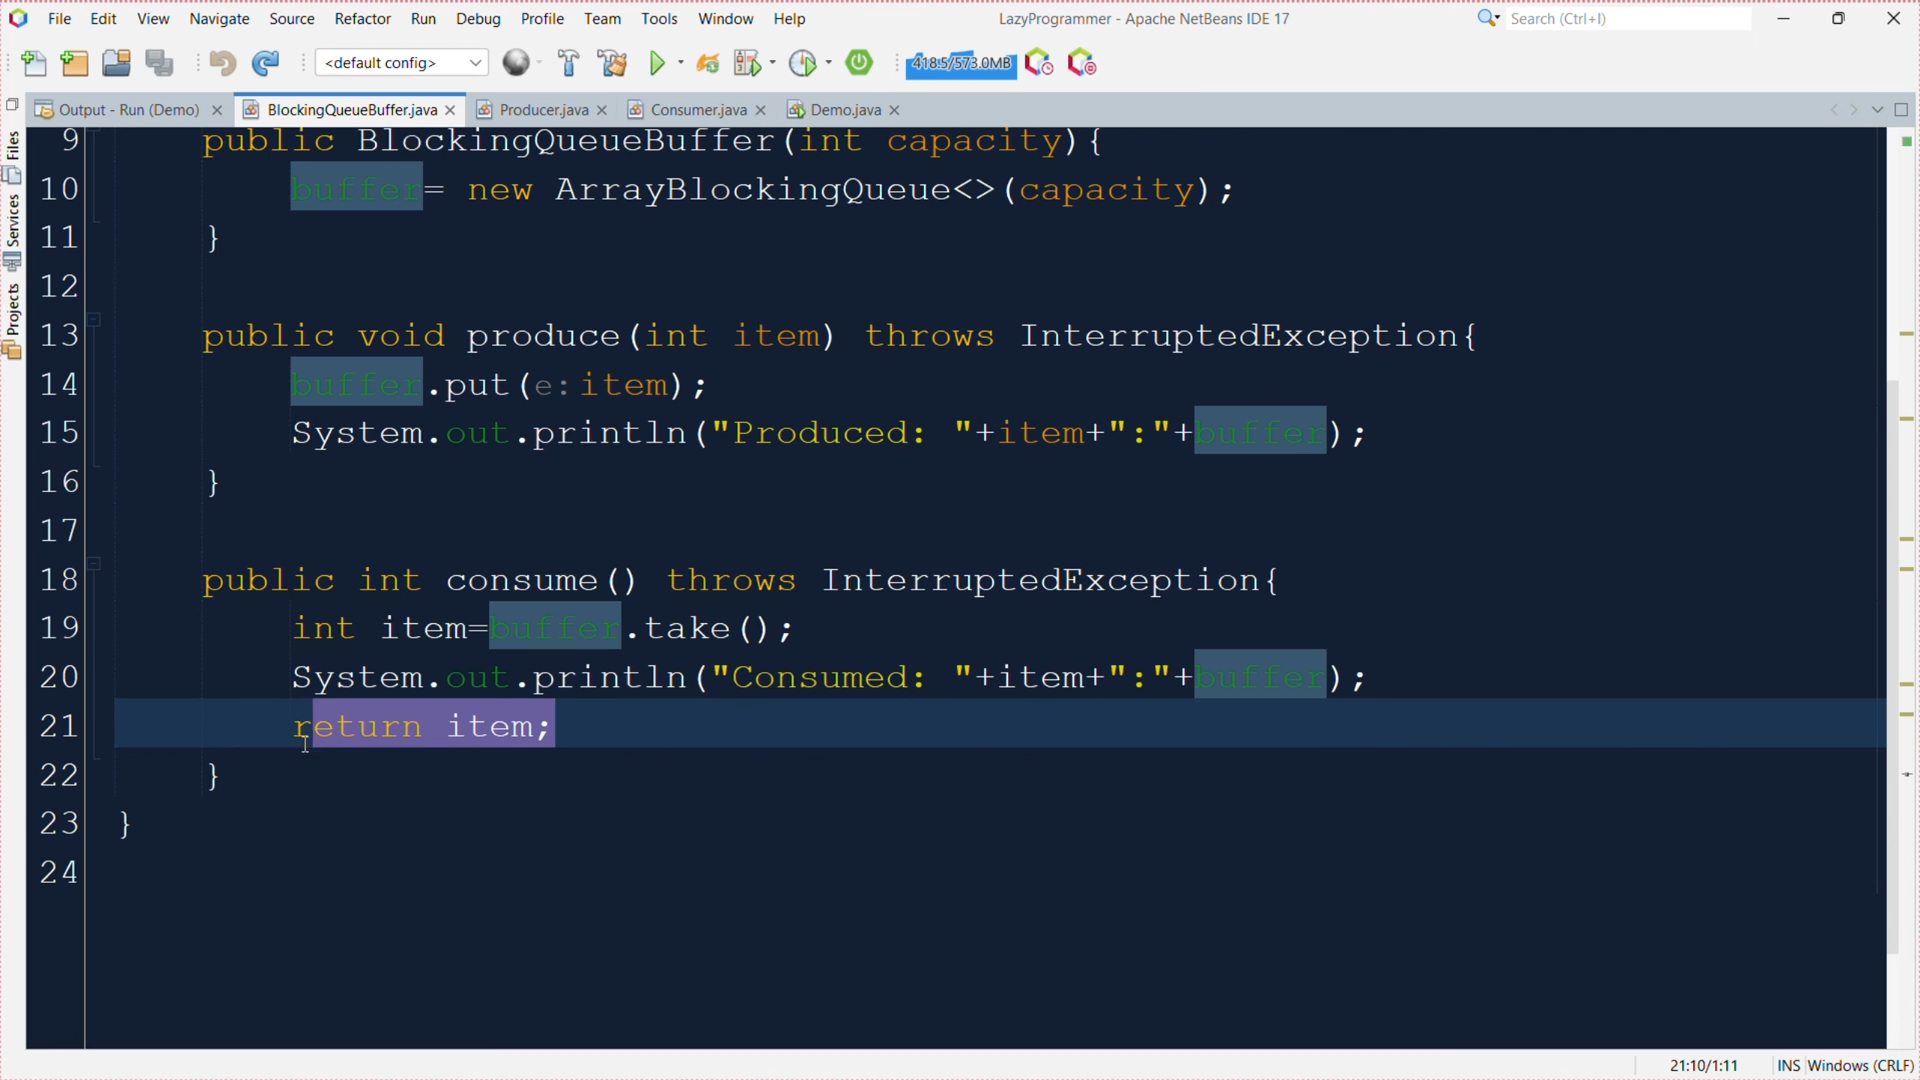 File Edit View Navigate Source Refactor Run Debug Profile Team Tools Window Help LazyProgrammer - Apache NetBeans IDE 17 Search (Ctrl+I)
<default config> 418.5/573.0MB
Output - Run (Demo) BlockingQueueBuffer.java Producer.java Consumer.java Demo.java
Files
Services
Projects
9 public BlockingQueueBuffer(int capacity){
10 buffer= new ArrayBlockingQueue<>(capacity);
11 }
12
13 public void produce(int item) throws InterruptedException{
14 buffer.put(e:item);
15 System.out.println("Produced: "+item+":"+buffer);
16 }
17
18 public int consume() throws InterruptedException{
19 int item=buffer.take();
20 System.out.println("Consumed: "+item+":"+buffer);
21 return item;
22 }
23 }
24
21:10/1:11 INS Windows (CRLF)